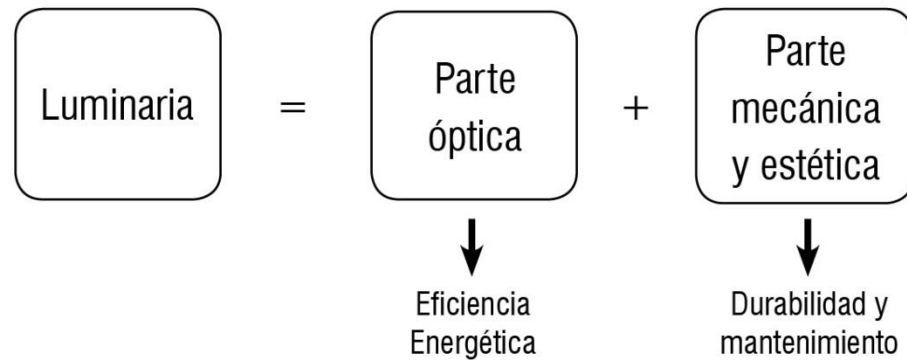 Luminaria
=
Parte
óptica
+
Parte
mecánica
y estética
Eficiencia
Energética
Durabilidad y
mantenimiento